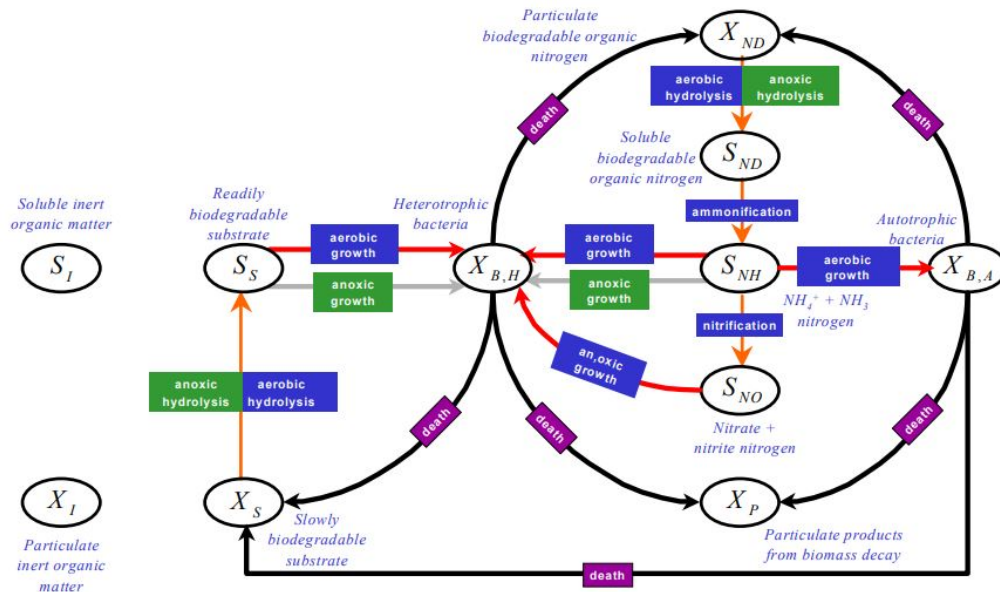 Particulate
biodegradable organic
nitrogen
X_ND
aerobic
hydrolysis
anoxic
hydrolysis
death
death
Soluble
biodegradable
organic nitrogen
S_ND
Soluble inert
organic matter
Readily
biodegradable
substrate
Heterotrophic
bacteria
ammonification
Autotrophic
bacteria
S_I
S_S
aerobic
growth
anoxic
growth
X_B,H
aerobic
growth
anoxic
growth
S_NH
aerobic
growth
X_B,A
NH₄⁺ + NH₃
nitrogen
nitrification
an,oxic
growth
S_NO
Nitrate +
nitrite nitrogen
anoxic
hydrolysis
aerobic
hydrolysis
death
death
death
X_I
X_S
X_P
Particulate
inert organic
matter
Slowly
biodegradable
substrate
Particulate products
from biomass decay
death